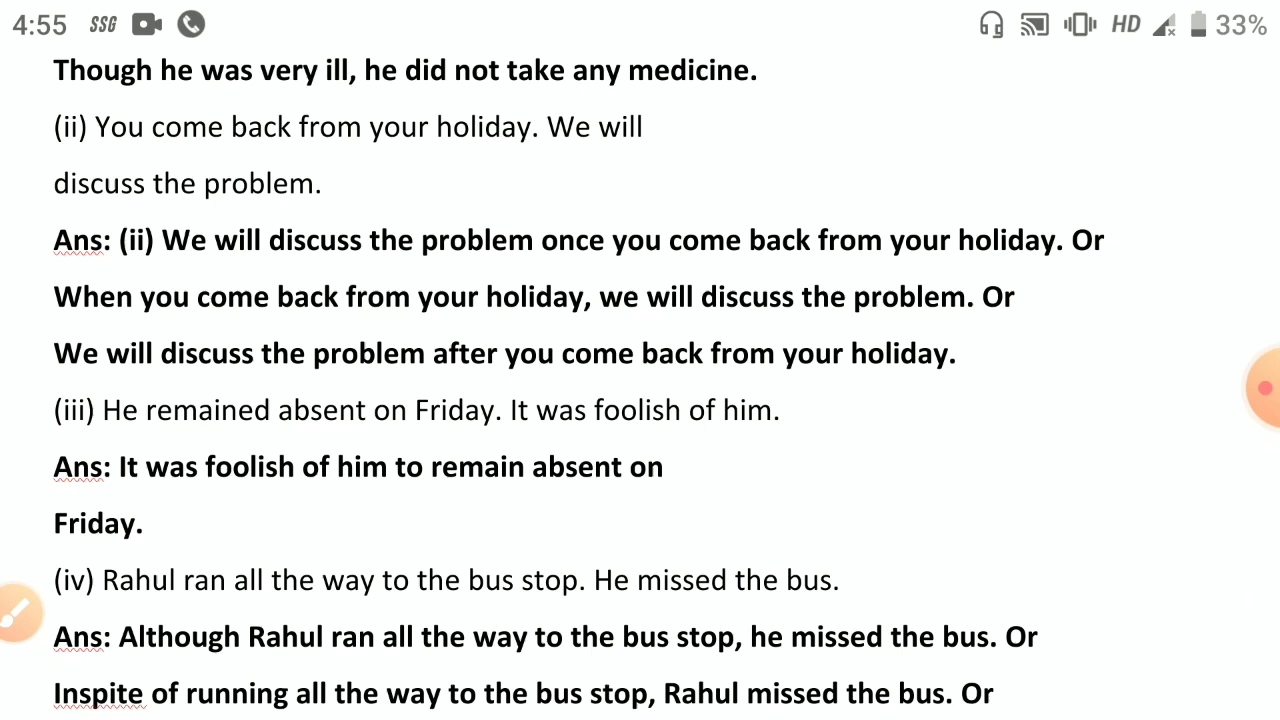 4:55 SSG HD 33%
Though he was very ill, he did not take any medicine.
(ii) You come back from your holiday. We will
discuss the problem.
Ans: (ii) We will discuss the problem once you come back from your holiday. Or
When you come back from your holiday, we will discuss the problem. Or
We will discuss the problem after you come back from your holiday.
(iii) He remained absent on Friday. It was foolish of him.
Ans: It was foolish of him to remain absent on
Friday.
(iv) Rahul ran all the way to the bus stop. He missed the bus.
Ans: Although Rahul ran all the way to the bus stop, he missed the bus. Or
Inspite of running all the way to the bus stop, Rahul missed the bus. Or